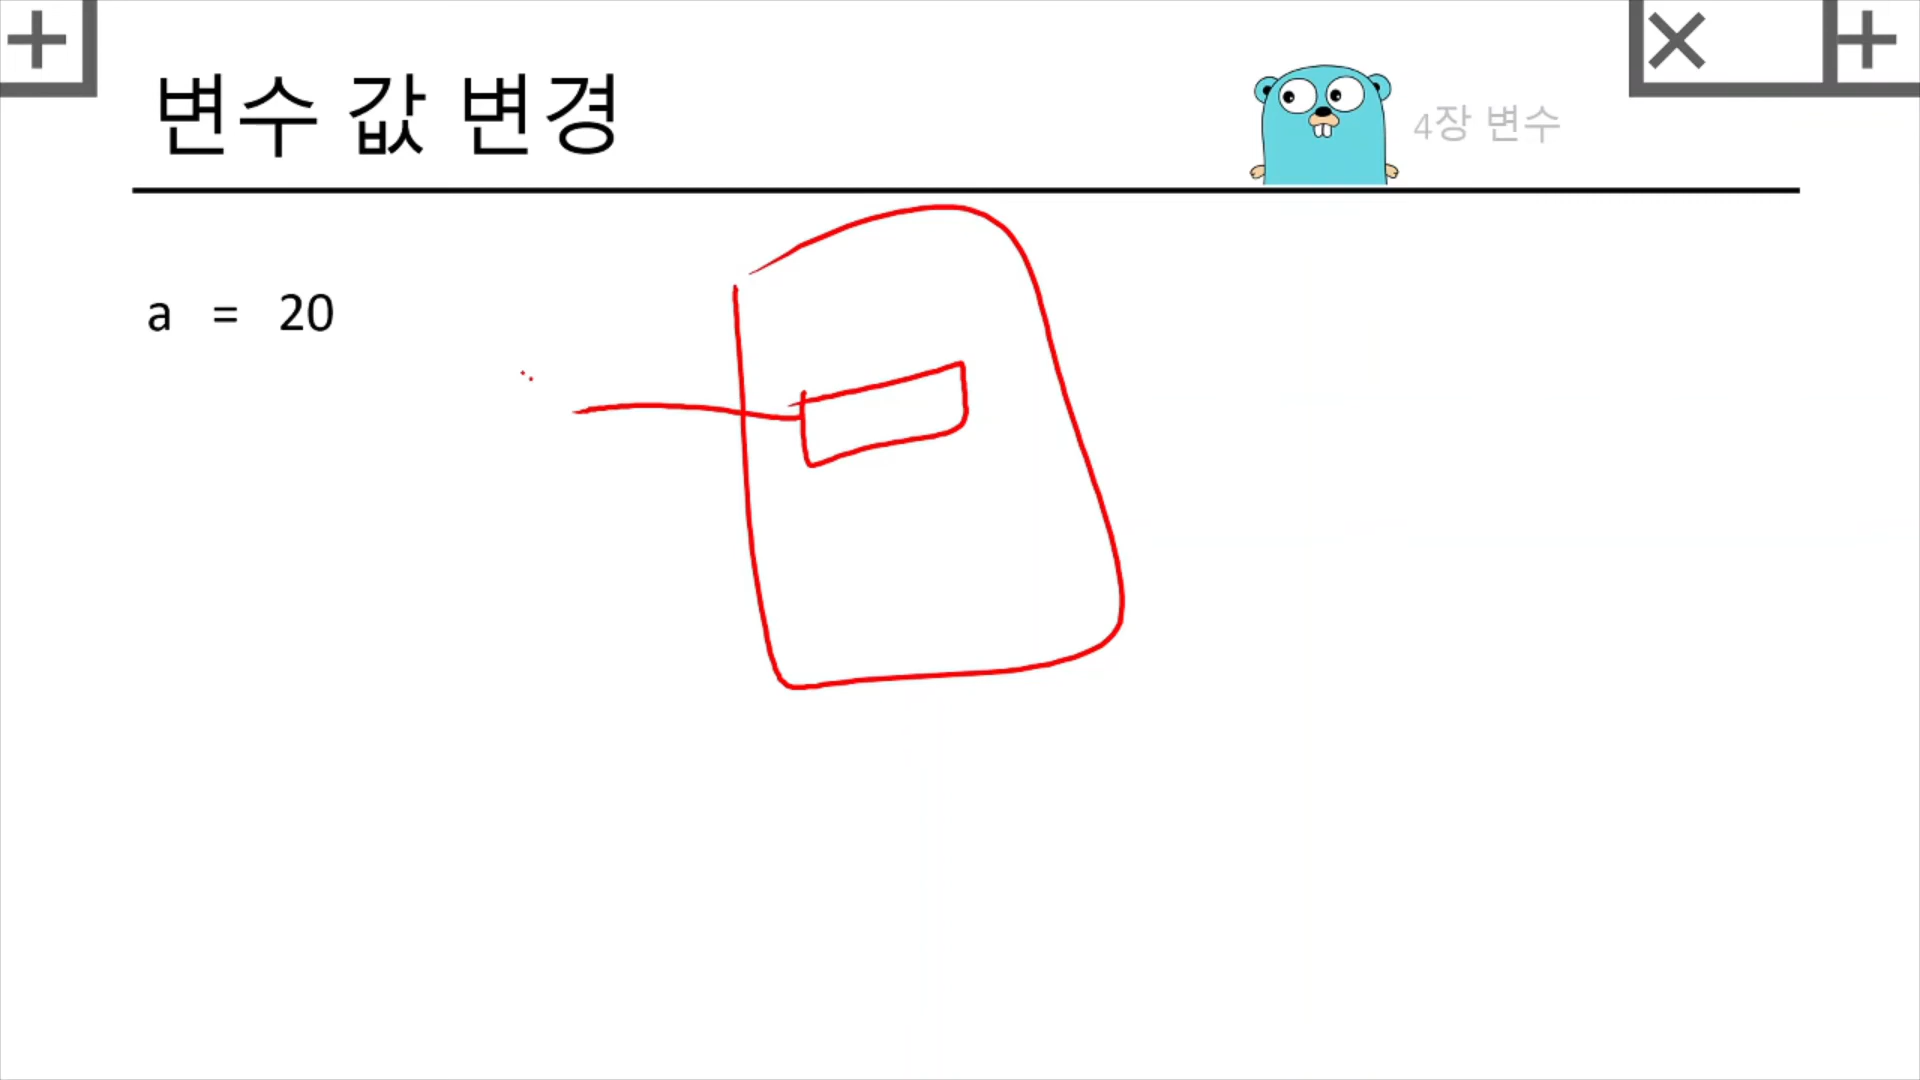 변수 값 변경
4장 변수
a = 20